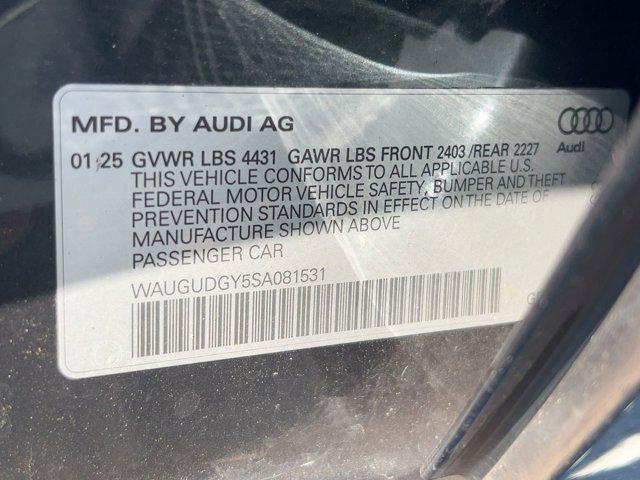 MFD. BY AUDI AG
Audi
01/25 GVWR LBS 4431 GAWR LBS FRONT 2403 /REAR 2227
THIS VEHICLE CONFORMS TO ALL APPLICABLE U.S.
FEDERAL MOTOR VEHICLE SAFETY, BUMPER AND THEFT
PREVENTION STANDARDS IN EFFECT ON THE DATE OF
MANUFACTURE SHOWN ABOVE
PASSENGER CAR
WAUGUDGY5SA081531